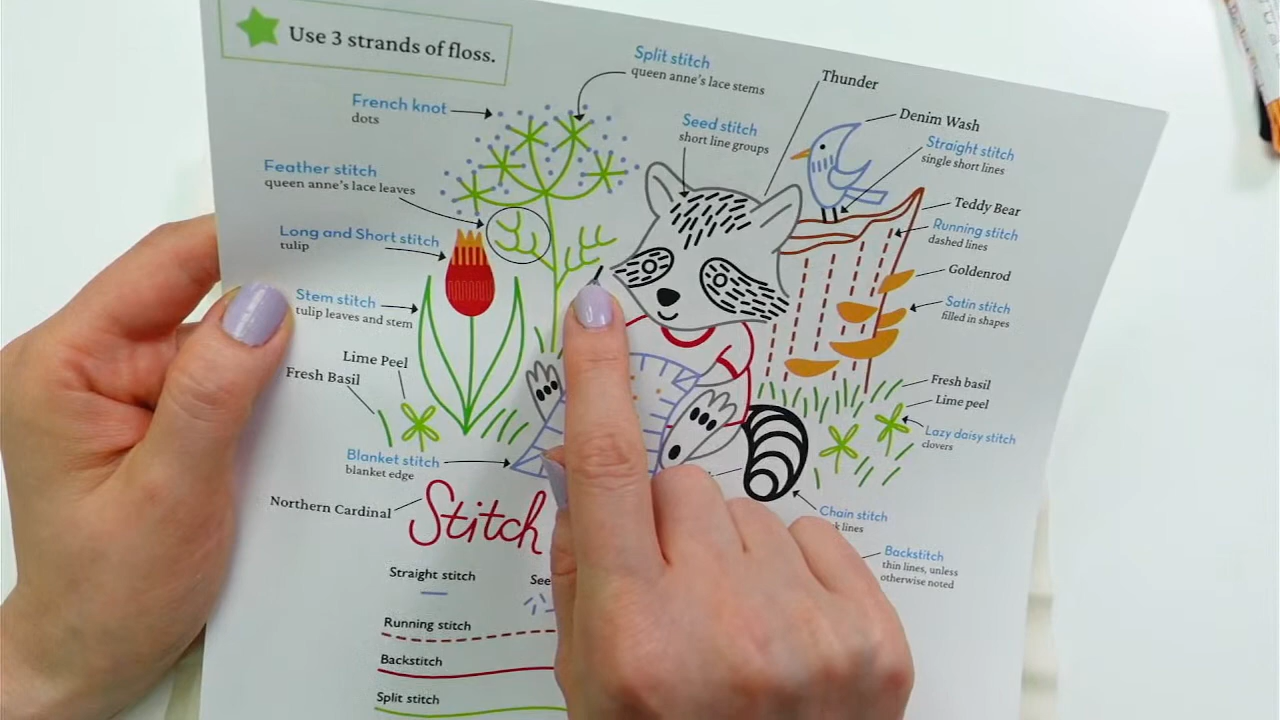 Use 3 strands of floss.
Split stitch
queen anne's lace stems
Thunder
French knot
dots
Denim Wash
Seed stitch
short line groups
Straight stitch
single short lines
Feather stitch
queen anne's lace leaves
Teddy Bear
Running stitch
dashed lines
Long and Short stitch
tulip
Goldenrod
Stem stitch
tulip leaves and stem
Satin stitch
filled in shapes
Lime Peel
Fresh Basil
Fresh basil
Lime peel
Lazy daisy stitch
clovers
Blanket stitch
blanket edge
Northern Cardinal
Stitch
Chain stitch
lines
Backstitch
thin lines, unless
otherwise noted
Straight stitch
See
Running stitch
Backstitch
Split stitch